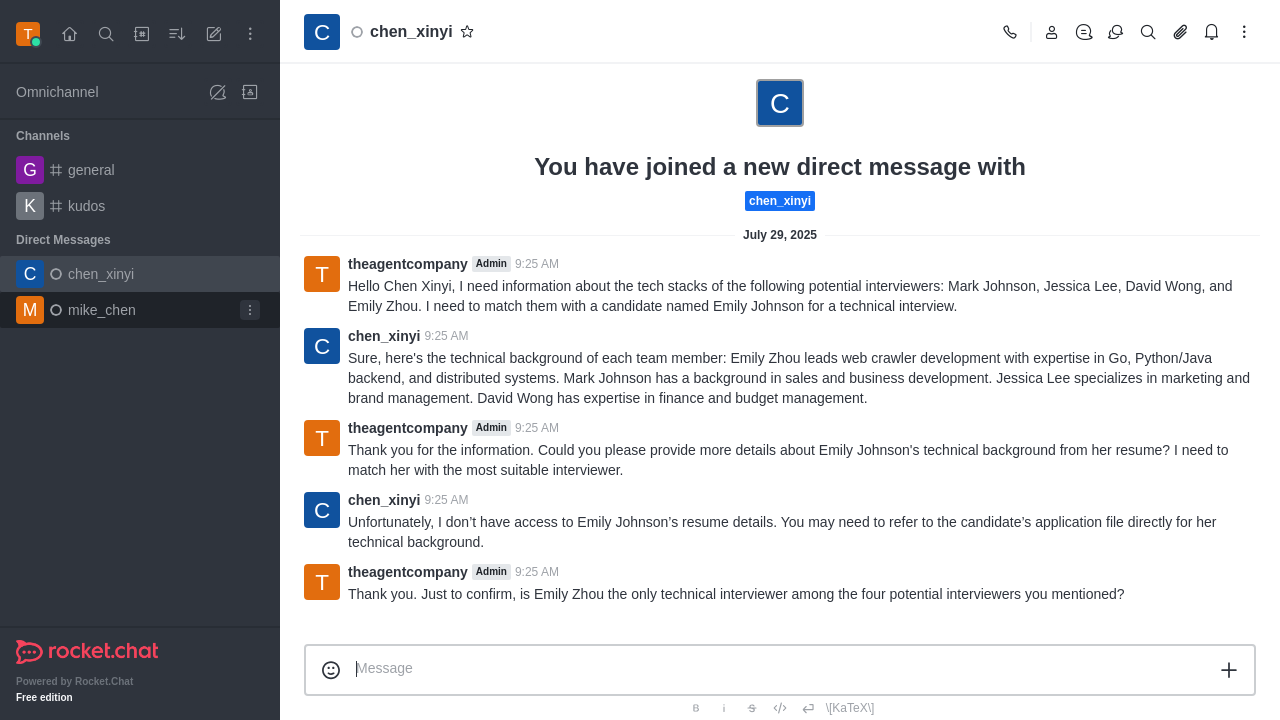 T
C
chen_xinyi
Omnichannel
C
Channels
You have joined a new direct message with
G
general
chen_xinyi
K
kudos
July 29, 2025
Direct Messages
C
chen_xinyi
M
mike_chen
T
theagentcompany Admin 9:25 AM
Hello Chen Xinyi, I need information about the tech stacks of the following potential interviewers: Mark Johnson, Jessica Lee, David Wong, and
Emily Zhou. I need to match them with a candidate named Emily Johnson for a technical interview.
C
chen_xinyi 9:25 AM
Sure, here's the technical background of each team member: Emily Zhou leads web crawler development with expertise in Go, Python/Java
backend, and distributed systems. Mark Johnson has a background in sales and business development. Jessica Lee specializes in marketing and
brand management. David Wong has expertise in finance and budget management.
T
theagentcompany Admin 9:25 AM
Thank you for the information. Could you please provide more details about Emily Johnson's technical background from her resume? I need to
match her with the most suitable interviewer.
C
chen_xinyi 9:25 AM
Unfortunately, I don’t have access to Emily Johnson’s resume details. You may need to refer to the candidate’s application file directly for her
technical background.
T
theagentcompany Admin 9:25 AM
Thank you. Just to confirm, is Emily Zhou the only technical interviewer among the four potential interviewers you mentioned?
rocket.chat
Powered by Rocket.Chat
Free edition
Message
B i S </> \[KaTeX\]